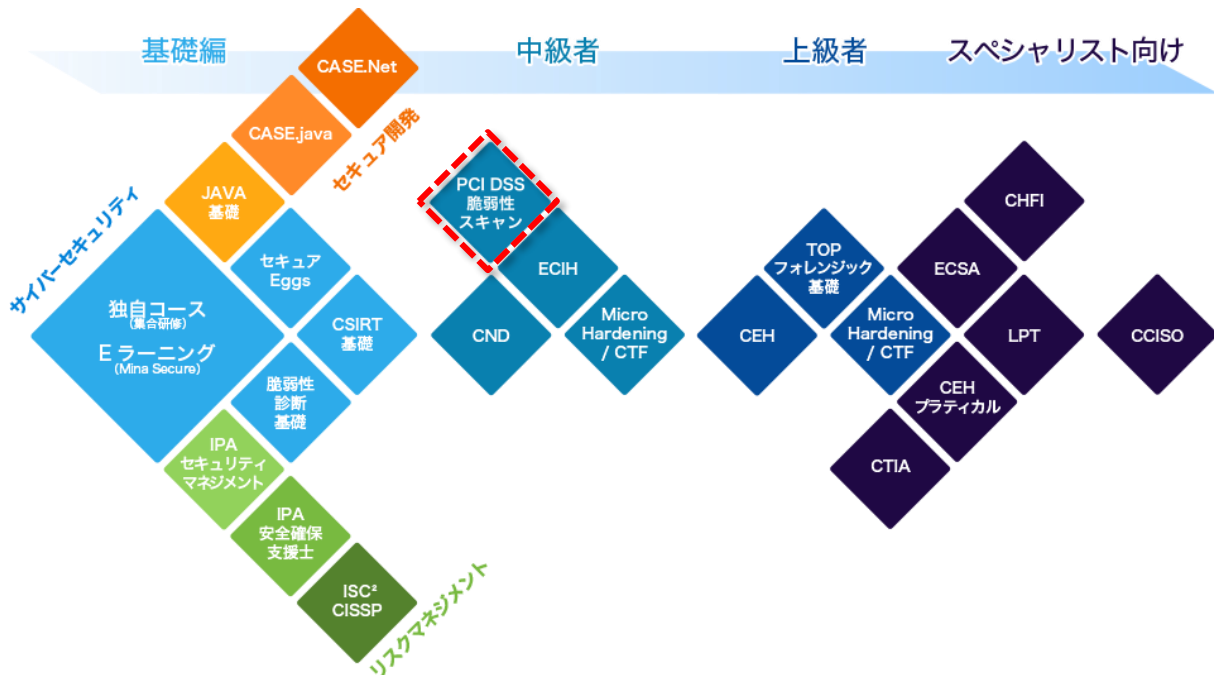 基礎編
中級者
上級者
スペシャリスト向け
CASE.Net
CASE.java
セキュア開発
JAVA
基礎
サイバーセキュリティ
セキュア
Eggs
独自コース
(集合研修)
E ラーニング
(Mina Secure)
CSIRT
基礎
脆弱性
診断
基礎
IPA
セキュリティ
マネジメント
IPA
安全確保
支援士
ISC²
CISSP
リスクマネジメント
PCI DSS
脆弱性
スキャン
ECIH
CND
Micro
Hardening
/ CTF
TOP
フォレンジック
基礎
CEH
Micro
Hardening
/ CTF
CHFI
ECSA
LPT
CEH
プラティカル
CTIA
CCISO